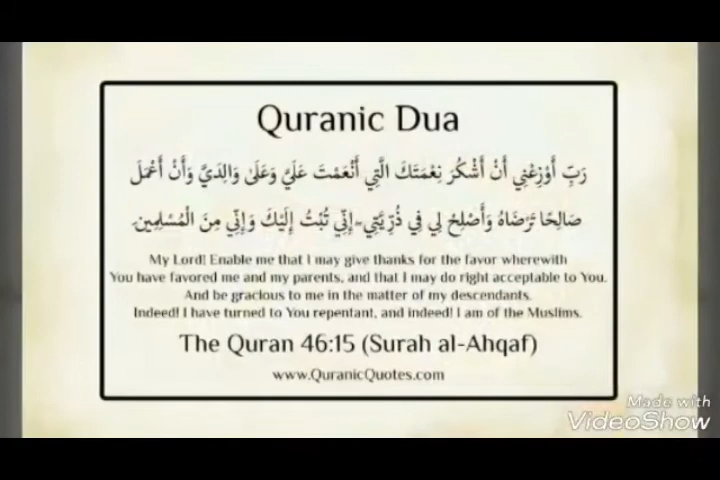 Quranic Dua
رَبِّ أَوْزِعْنِي أَنْ أَشْكُرَ نِعْمَتَكَ الَّتِي أَنْعَمْتَ عَلَيَّ وَعَلَىٰ وَالِدَيَّ وَأَنْ أَعْمَلَ
صَالِحًا تَرْضَاهُ وَأَصْلِحْ لِي فِي ذُرِّيَّتِي ۖ إِنِّي تُبْتُ إِلَيْكَ وَإِنِّي مِنَ الْمُسْلِمِينَ.
My Lord! Enable me that I may give thanks for the favor wherewith
You have favored me and my parents, and that I may do right acceptable to You.
And be gracious to me in the matter of my descendants.
Indeed! I have turned to You repentant, and indeed! I am of the Muslims.
The Quran 46:15 (Surah al-Ahqaf)
www.QuranicQuotes.com
Made with
VideoShow